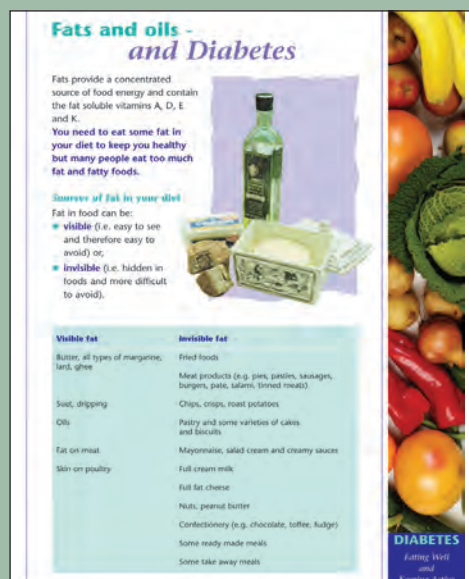 Fats and oils -
and Diabetes
Fats provide a concentrated
source of food energy and contain
the fat soluble vitamins A, D, E
and K.
You need to eat some fat in
your diet to keep you healthy
but many people eat too much
fat and fatty foods.
Sources of fat in your diet
Fat in food can be:
visible (i.e. easy to see
and therefore easy to
avoid) or,
invisible (i.e. hidden in
foods and more difficult
to avoid).
Visible fat
Invisible fat
Butter, all types of margarine,
lard, ghee
Fried foods
Meat products (e.g. pies, pasties, sausages,
burgers, pate, salami, tinned meats)
Suet, dripping
Chips, crisps, roast potatoes
Oils
Pastry and some varieties of cakes
and biscuits
Fat on meat
Mayonnaise, salad cream and creamy sauces
Skin on poultry
Full cream milk
Full fat cheese
Nuts, peanut butter
Confectionery (e.g. chocolate, toffee, fudge)
Some ready made meals
Some take away meals
DIABETES
Eating Well
and